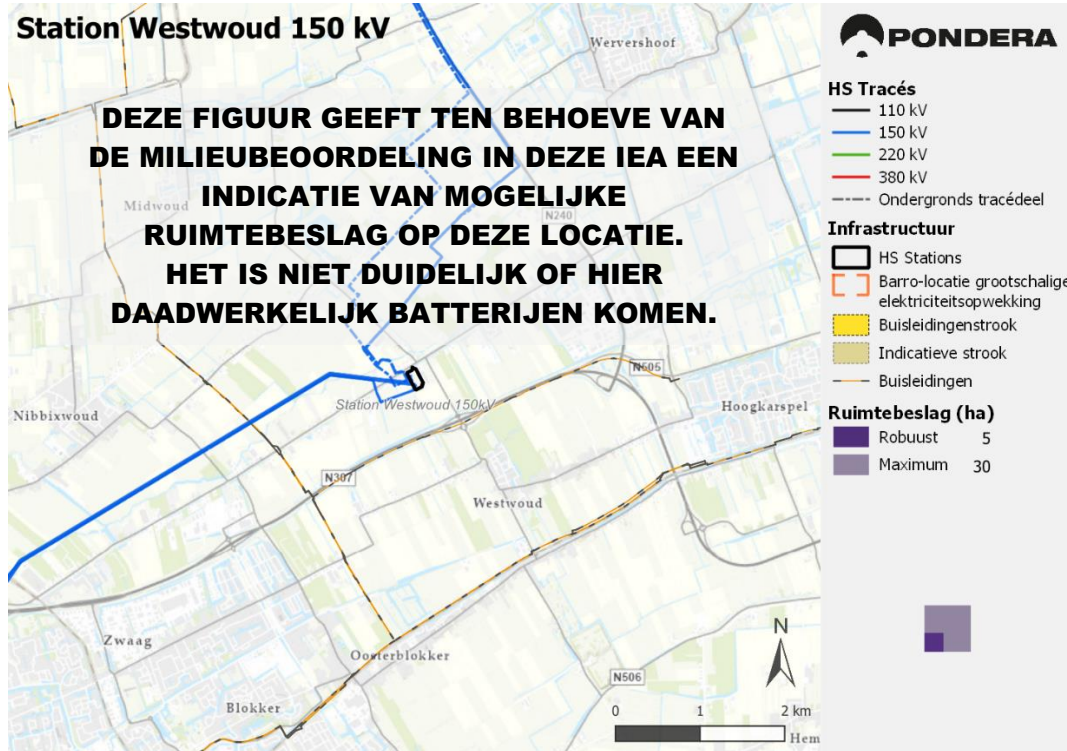 Station Westwoud 150 kV
Wervershoof
DEZE FIGUUR GEEFT TEN BEHOEVE VAN
DE MILIEUBEOORDELING IN DEZE IEA EEN
INDICATIE VAN MOGELIJKE
RUIMTEBESLAG OP DEZE LOCATIE.
HET IS NIET DUIDELIJK OF HIER
DAADWERKELIJK BATTERIJEN KOMEN.
Midwoud
N240
Station Westwoud 150kV
N505
Nibbixwoud
Hoogkarspel
N307
Westwoud
Zwaag
Oosterblokker
N506
Blokker
N
0 1 2 km
Hem
PONDERA
HS Tracés
110 kV
150 kV
220 kV
380 kV
Ondergronds tracédeel
Infrastructuur
HS Stations
Barro-locatie grootschalige
elektriciteitsopwekking
Buisleidingenstrook
Indicatieve strook
Buisleidingen
Ruimtebeslag (ha)
Robuust 5
Maximum 30